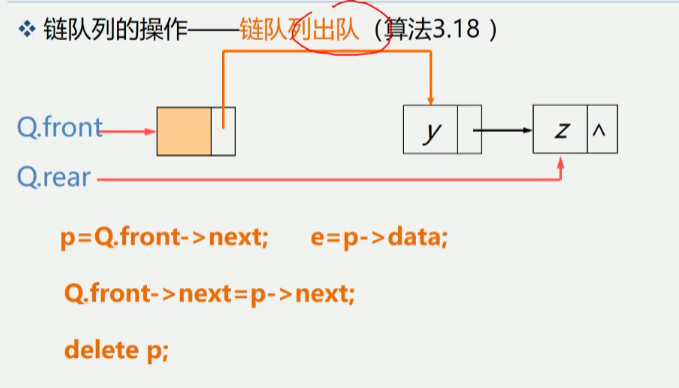 ❖ 链队列的操作——链队列出队（算法3.18 ）
Q.front
y
z ∧
Q.rear
p=Q.front->next; e=p->data;
Q.front->next=p->next;
delete p;